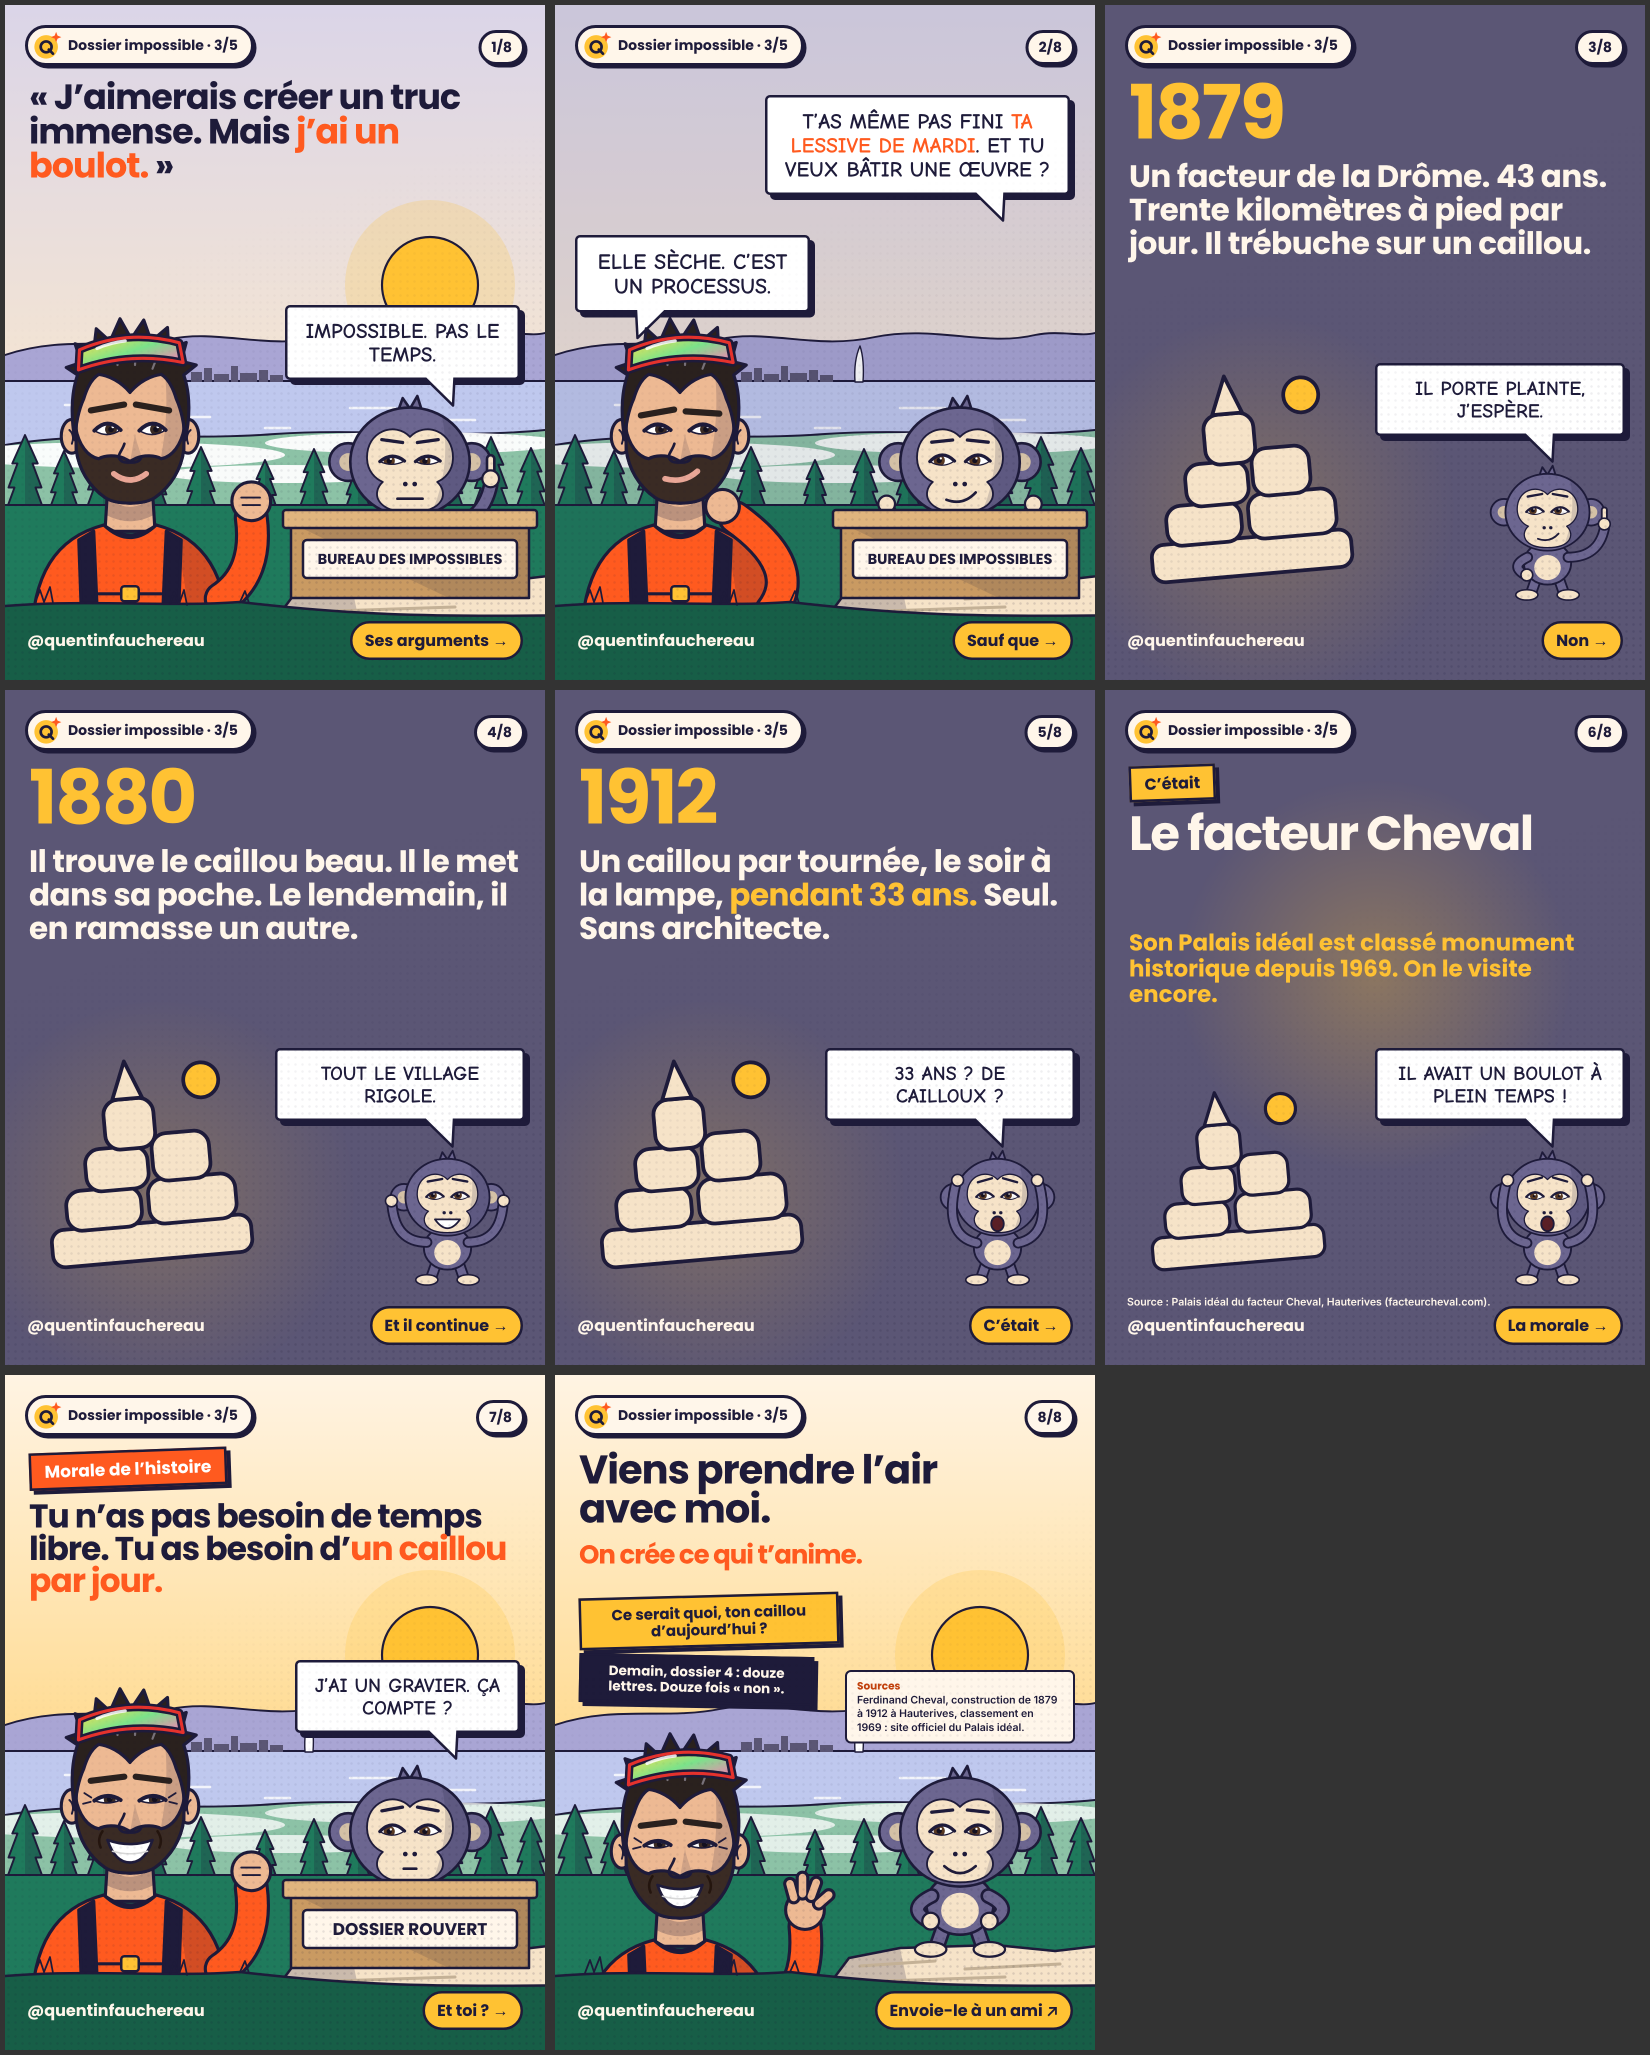 Dossier impossible · 3/5
1/8
« J’aimerais créer un truc
immense. Mais j’ai un
boulot. »
IMPOSSIBLE. PAS LE
TEMPS.
BUREAU DES IMPOSSIBLES
@quentinfauchereau
Ses arguments →
Dossier impossible · 3/5
2/8
T’AS MÊME PAS FINI TA
LESSIVE DE MARDI. ET TU
VEUX BÂTIR UNE ŒUVRE ?
ELLE SÈCHE. C’EST
UN PROCESSUS.
BUREAU DES IMPOSSIBLES
@quentinfauchereau
Sauf que →
Dossier impossible · 3/5
3/8
1879
Un facteur de la Drôme. 43 ans.
Trente kilomètres à pied par
jour. Il trébuche sur un caillou.
IL PORTE PLAINTE,
J’ESPÈRE.
@quentinfauchereau
Non →
Dossier impossible · 3/5
4/8
1880
Il trouve le caillou beau. Il le met
dans sa poche. Le lendemain, il
en ramasse un autre.
TOUT LE VILLAGE
RIGOLE.
@quentinfauchereau
Et il continue →
Dossier impossible · 3/5
5/8
1912
Un caillou par tournée, le soir à
la lampe, pendant 33 ans. Seul.
Sans architecte.
33 ANS ? DE
CAILLOUX ?
@quentinfauchereau
C’était →
Dossier impossible · 3/5
6/8
C’était
Le facteur Cheval
Son Palais idéal est classé monument
historique depuis 1969. On le visite
encore.
IL AVAIT UN BOULOT À
PLEIN TEMPS !
Source : Palais idéal du facteur Cheval, Hauterives (facteurcheval.com).
@quentinfauchereau
La morale →
Dossier impossible · 3/5
7/8
Morale de l’histoire
Tu n’as pas besoin de temps
libre. Tu as besoin d’un caillou
par jour.
J’AI UN GRAVIER. ÇA
COMPTE ?
DOSSIER ROUVERT
@quentinfauchereau
Et toi ? →
Dossier impossible · 3/5
8/8
Viens prendre l’air
avec moi.
On crée ce qui t’anime.
Ce serait quoi, ton caillou
d’aujourd’hui ?
Demain, dossier 4 : douze
lettres. Douze fois « non ».
Sources
Ferdinand Cheval, construction de 1879
à 1912 à Hauterives, classement en
1969 : site officiel du Palais idéal.
@quentinfauchereau
Envoie-le à un ami ↗